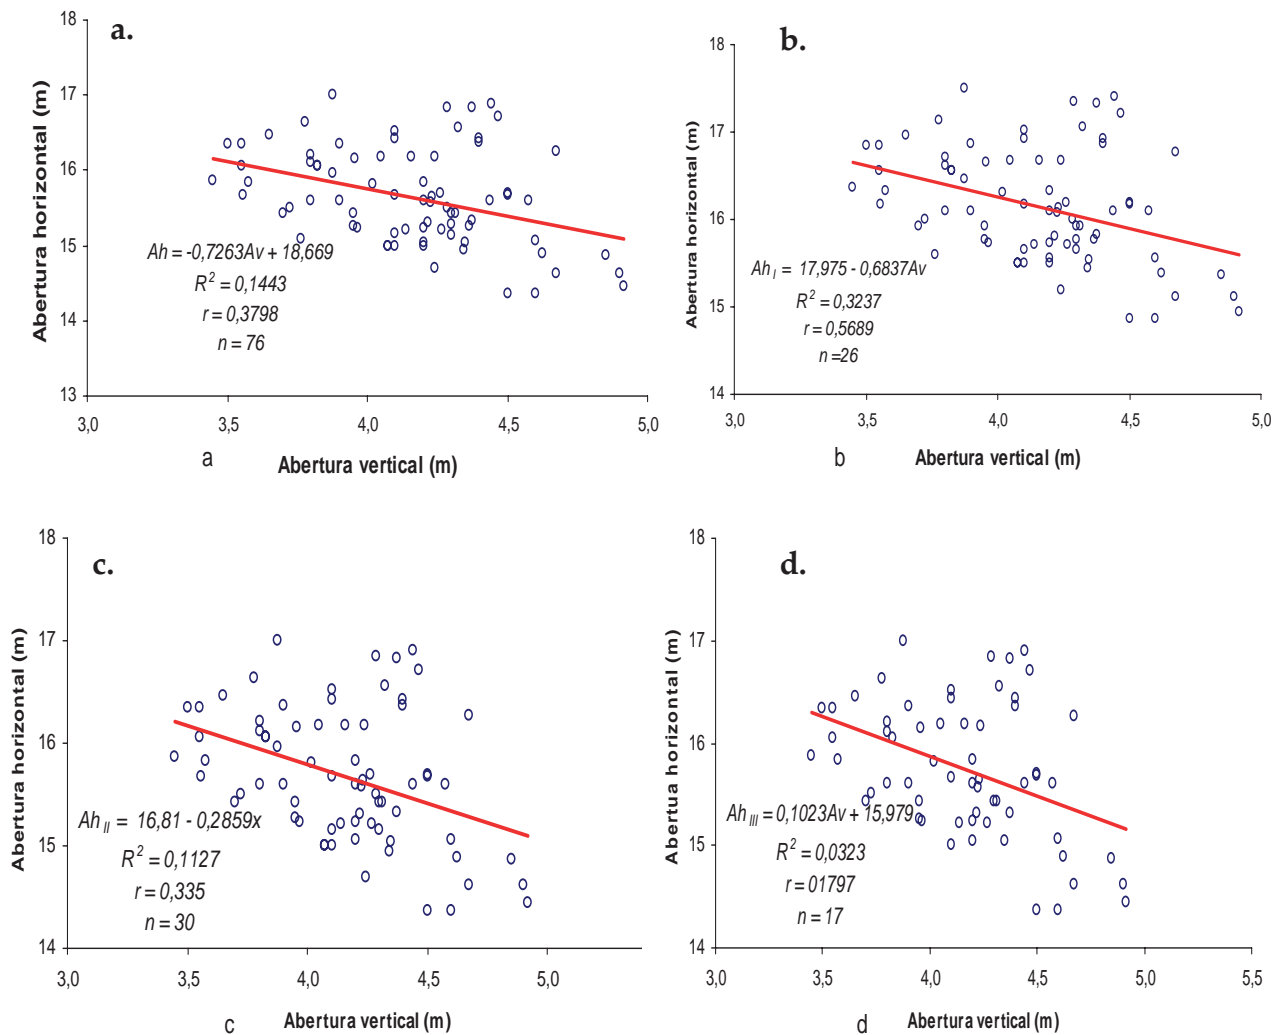 a.
Abertura horizontal (m)
18
17
16
15
14
13
Ah = -0,7263Av + 18,669
R² = 0,1443
r = 0,3798
n = 76
3,0 3,5 4,0 4,5 5,0
a
Abertura vertical (m)
b.
Abertura horizontal (m)
18
17
16
15
14
Ah I = 17,975 - 0,6837Av
R² = 0,3237
r = 0,5689
n =26
3,0 3,5 4,0 4,5 5,0
b
Abertura vertical (m)
c.
Abertura horizontal (m)
18
17
16
15
14
Ah II = 16,81 - 0,2859x
R² = 0,1127
r = 0,335
n = 30
3,0 3,5 4,0 4,5 5,0
c
Abertura vertical (m)
d.
Abertua horizontal (m)
18
17
16
15
14
Ah III = 0,1023Av + 15,979
R² = 0,0323
r = 01797
n = 17
3,0 3,5 4,0 4,5 5,0 5,5
d
Abertura vertical (m)